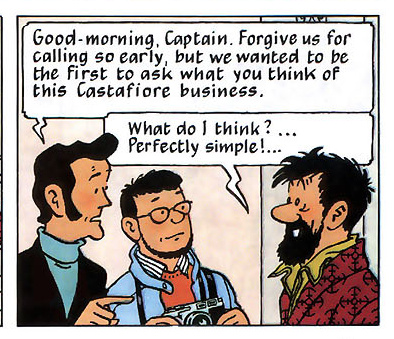 Good-morning, Captain. Forgive us for
calling so early, but we wanted to be
the first to ask what you think of
this Castafiore business.
What do I think? ...
Perfectly simple!...